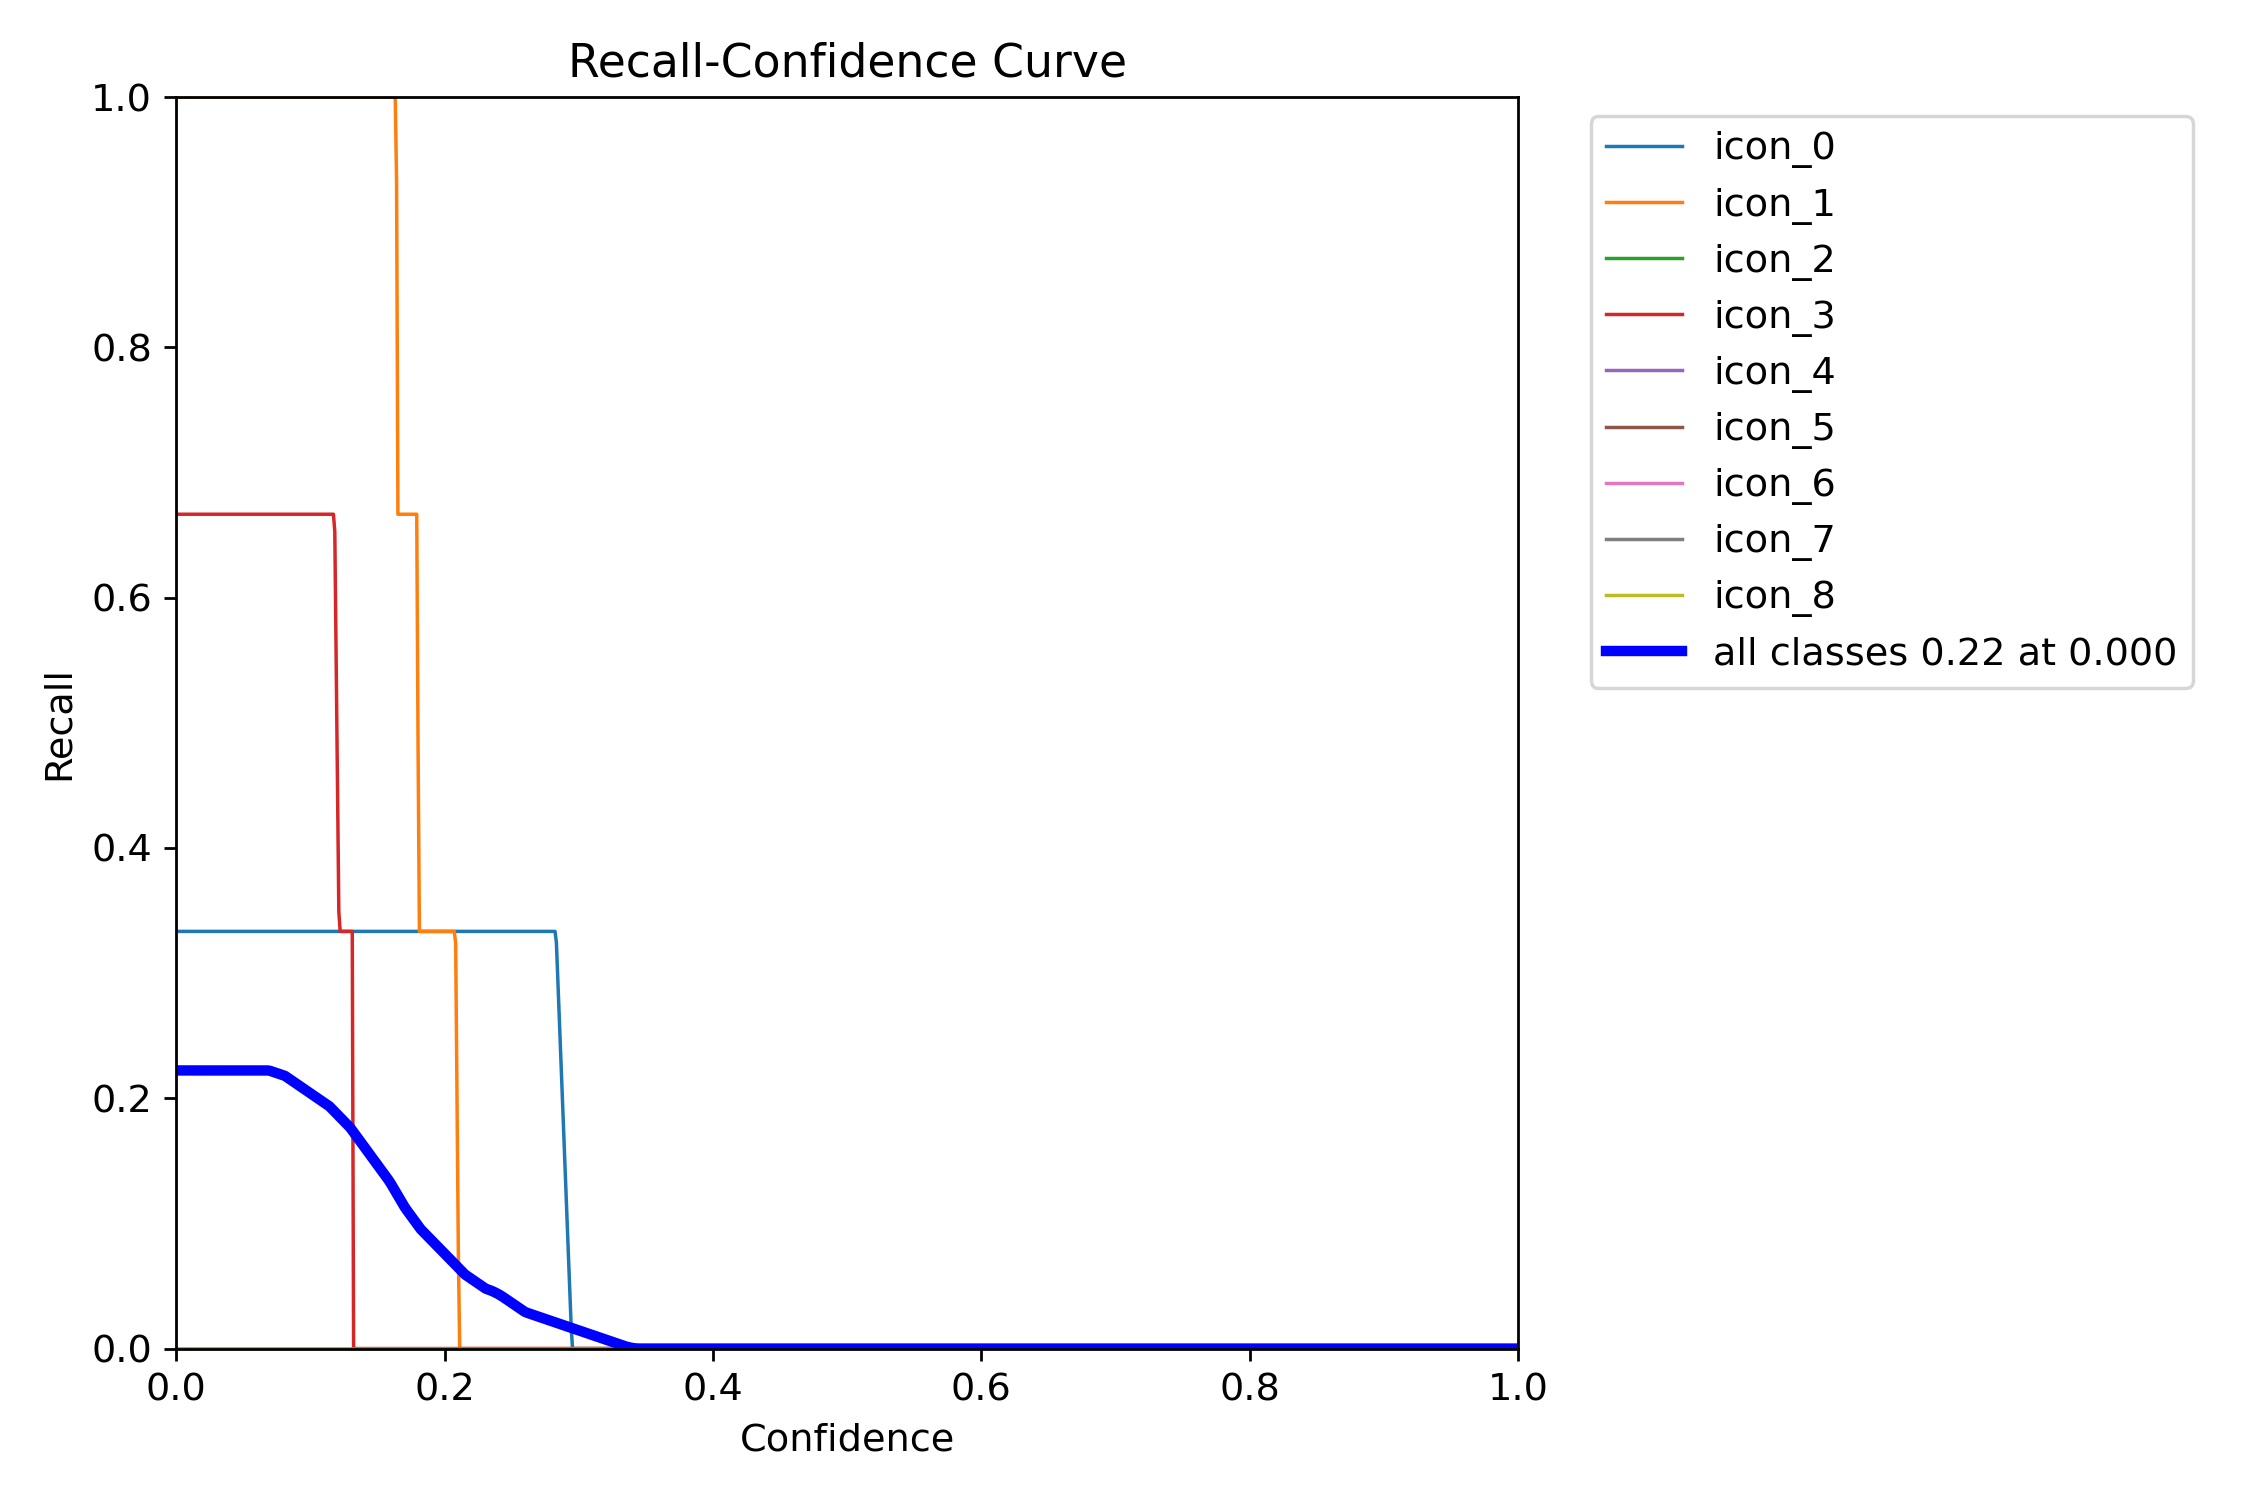 Recall-Confidence Curve
1.0
0.8
0.6
0.4
0.2
0.0
Recall
0.0 0.2 0.4 0.6 0.8 1.0
Confidence
icon_0
icon_1
icon_2
icon_3
icon_4
icon_5
icon_6
icon_7
icon_8
all classes 0.22 at 0.000